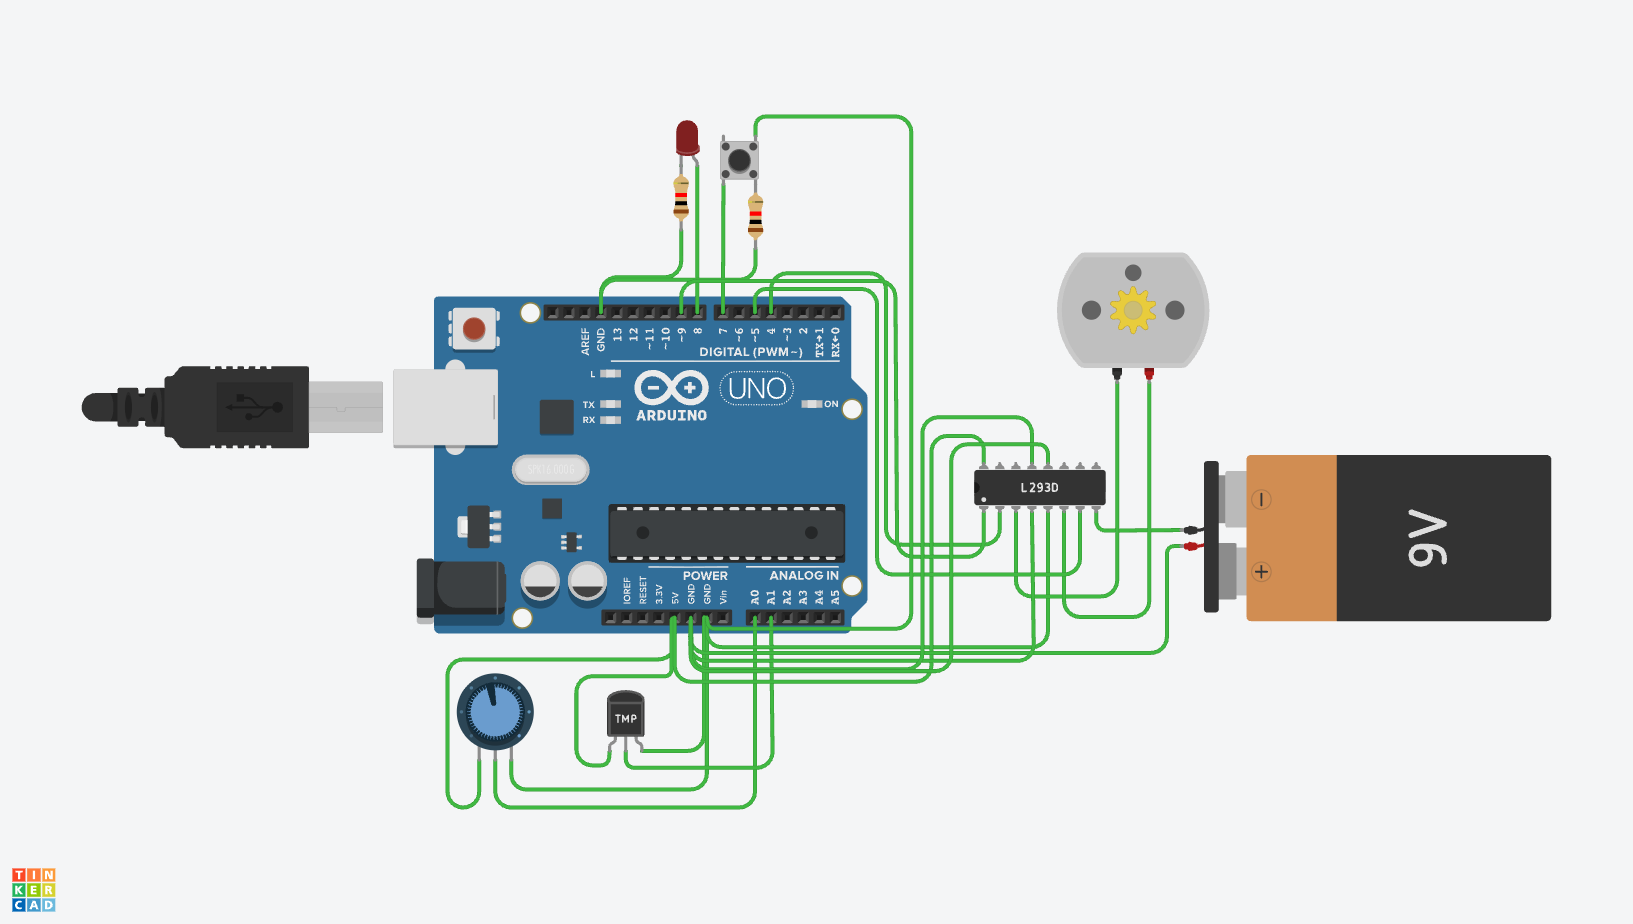 AREF
GND
13
12
~11
~10
~9
8
7
~6
~5
4
~3
2
TX→1
RX←0
DIGITAL (PWM~)
L
TX
RX
UNO
ARDUINO
ON
L293D
9V
POWER
ANALOG IN
IOREF
RESET
3.3V
5V
GND
GND
Vin
A0
A1
A2
A3
A4
A5
TMP
TIN
KER
CAD